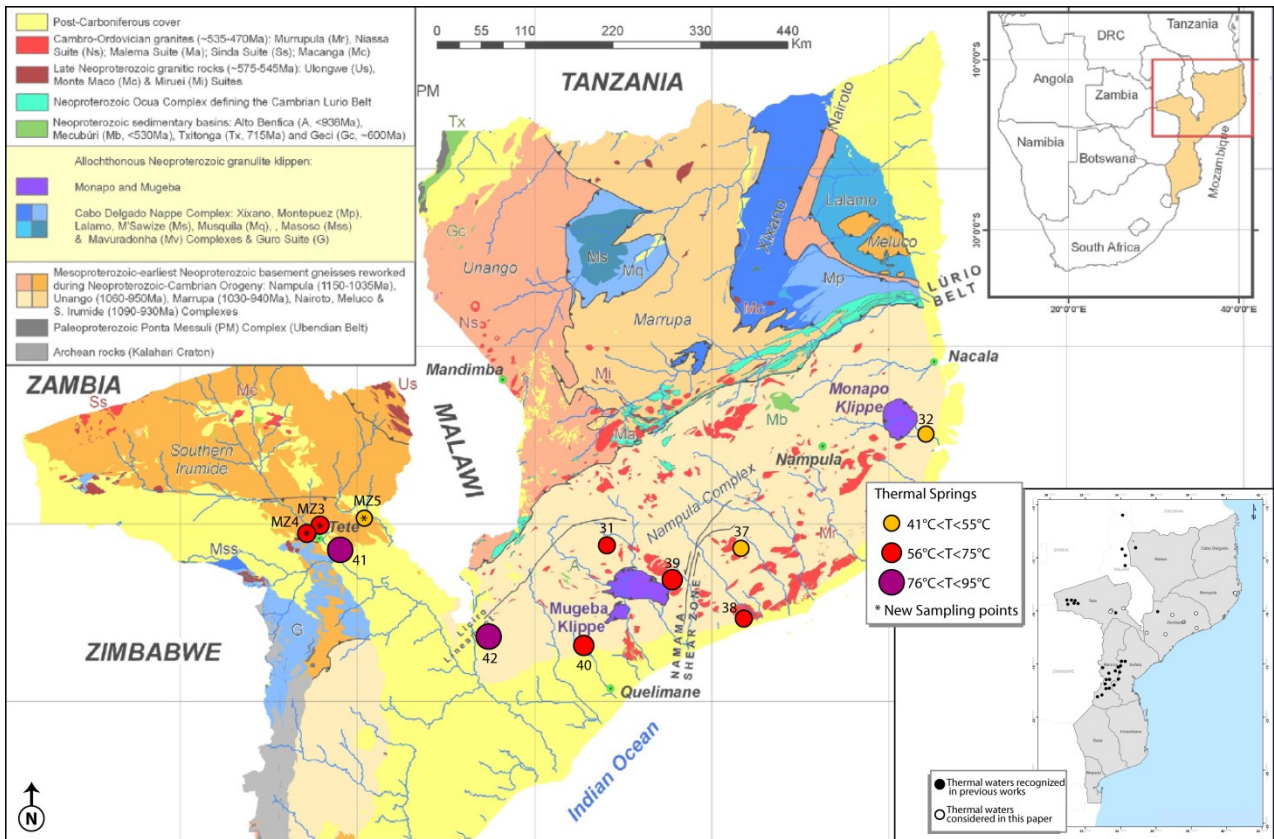 Post-Carboniferous cover
Cambro-Ordovician granites (~535-470Ma): Murrupula (Mr), Niassa
Suite (Ns); Malema Suite (Ma); Sinda Suite (Ss); Macanga (Mc)
Late Neoproterozoic granitic rocks (~575-545Ma): Ulongwe (Us),
Monte Maco (Mc) & Miruei (Mi) Suites
Neoproterozoic Ocua Complex defining the Cambrian Lurio Belt
Neoproterozoic sedimentary basins: Alto Benfica (A, <936Ma),
Mecubúri (Mb, <530Ma), Txitonga (Tx, 715Ma) and Geci (Gc, ~600Ma)
Allochthonous Neoproterozoic granulite klippen:
Monapo and Mugeba
Cabo Delgado Nappe Complex: Xixano, Montepuez (Mp),
Lalamo, M'Sawize (Ms), Musquila (Mq), , Masoso (Mss)
& Mavuradonha (Mv) Complexes & Guro Suite (G)
Mesoproterozoic-earliest Neoproterozoic basement gneisses reworked
during Neoproterozoic-Cambrian Orogeny: Nampula (1150-1035Ma),
Unango (1060-950Ma), Marrupa (1030-940Ma), Nairoto, Meluco &
S. Irumide (1090-930Ma) Complexes
Paleoproterozoic Ponta Messuli (PM) Complex (Ubendian Belt)
Archean rocks (Kalahari Craton)
0 55 110 220 330 440
Km
TANZANIA
PM
Tx
Nairoto
Gc
Unango
Ms
Mq
Xixano
Lalamo
Meluco
Mp
Ns
Marrupa
Mc
LÚRIO
BELT
Mandimba
Mi
Nacala
Monapo
Klippe
32
Mb
Ma
Nampula
ZAMBIA
Ss
Mc
Us
Southern
Irumide
MALAWI
MZ3
MZ5
MZ4
Tete
41
Mss
Nampula Complex
31
37
Mr
39
A
38
Mugeba
Klippe
NAMAMA
SHEAR ZONE
Lineament
42
40
G
ZIMBABWE
Quelimane
Indian Ocean
N
Tanzania
DRC
10°0'0"S
Angola
Zambia
Namibia
Botswana
Mozambique
30°0'0"S
South Africa
20°0'0"E
40°0'0"E
Thermal Springs
41°C<T<55°C
56°C<T<75°C
76°C<T<95°C
* New Sampling points
TANZANIA
Cabo Delgado
Niassa
Nampula
Tete
Sofala
Inhambane
Gaza
Maputo
Thermal waters recognized
in previous works
Thermal waters
considered in this paper